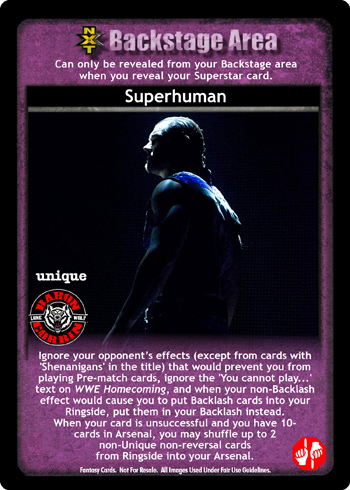 NXT Backstage Area
Can only be revealed from your Backstage area
when you reveal your Superstar card.
Superhuman
unique
BARON
LONE WOLF
CORBIN
Ignore your opponent's effects (except from cards with
'Shenanigans' in the title) that would prevent you from
playing Pre-match cards, ignore the 'You cannot play...'
text on WWE Homecoming, and when your non-Backlash
effect would cause you to put Backlash cards into your
Ringside, put them in your Backlash instead.
When your card is unsuccessful and you have 10-
cards in Arsenal, you may shuffle up to 2
non-Unique non-reversal cards
from Ringside into your Arsenal.
Fantasy Cards. Not For Resale. All Images Used Under Fair Use Guidelines.